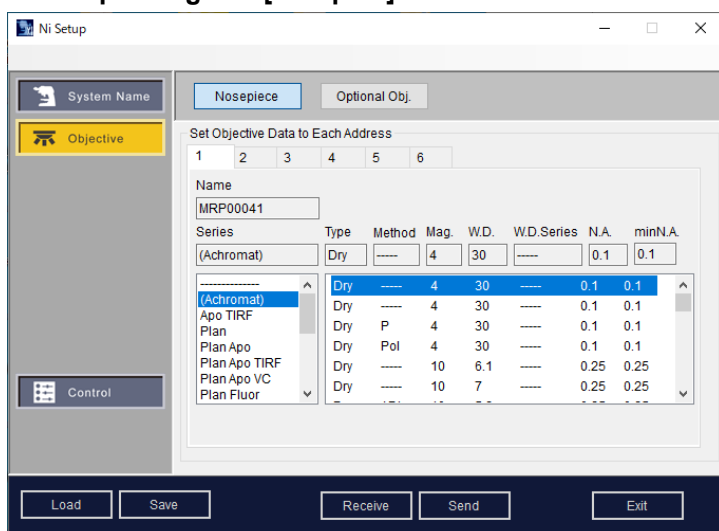 Ni Setup
System Name
Objective
Control
Nosepiece
Optional Obj.
Set Objective Data to Each Address
1 2 3 4 5 6
Name
MRP00041
Series Type Method Mag. W.D. W.D.Series N.A. minN.A.
(Achromat) Dry ----- 4 30 ----- 0.1 0.1
--------------
(Achromat)
Apo TIRF
Plan
Plan Apo
Plan Apo TIRF
Plan Apo VC
Plan Fluor
Dry ----- 4 30 ----- 0.1 0.1
Dry ----- 4 30 ----- 0.1 0.1
Dry P 4 30 ----- 0.1 0.1
Dry Pol 4 30 ----- 0.1 0.1
Dry ----- 10 6.1 ----- 0.25 0.25
Dry ----- 10 7 ----- 0.25 0.25
Load Save Receive Send Exit